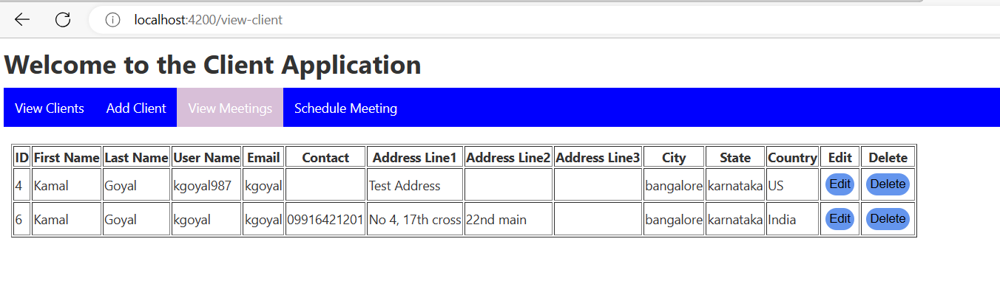 localhost:4200/view-client
Welcome to the Client Application
View Clients Add Client View Meetings Schedule Meeting
ID First Name Last Name User Name Email Contact Address Line1 Address Line2 Address Line3 City State Country Edit Delete
4 Kamal Goyal kgoyal987 kgoyal Test Address bangalore karnataka US Edit Delete
6 Kamal Goyal kgoyal kgoyal 09916421201 No 4, 17th cross 22nd main bangalore karnataka India Edit Delete